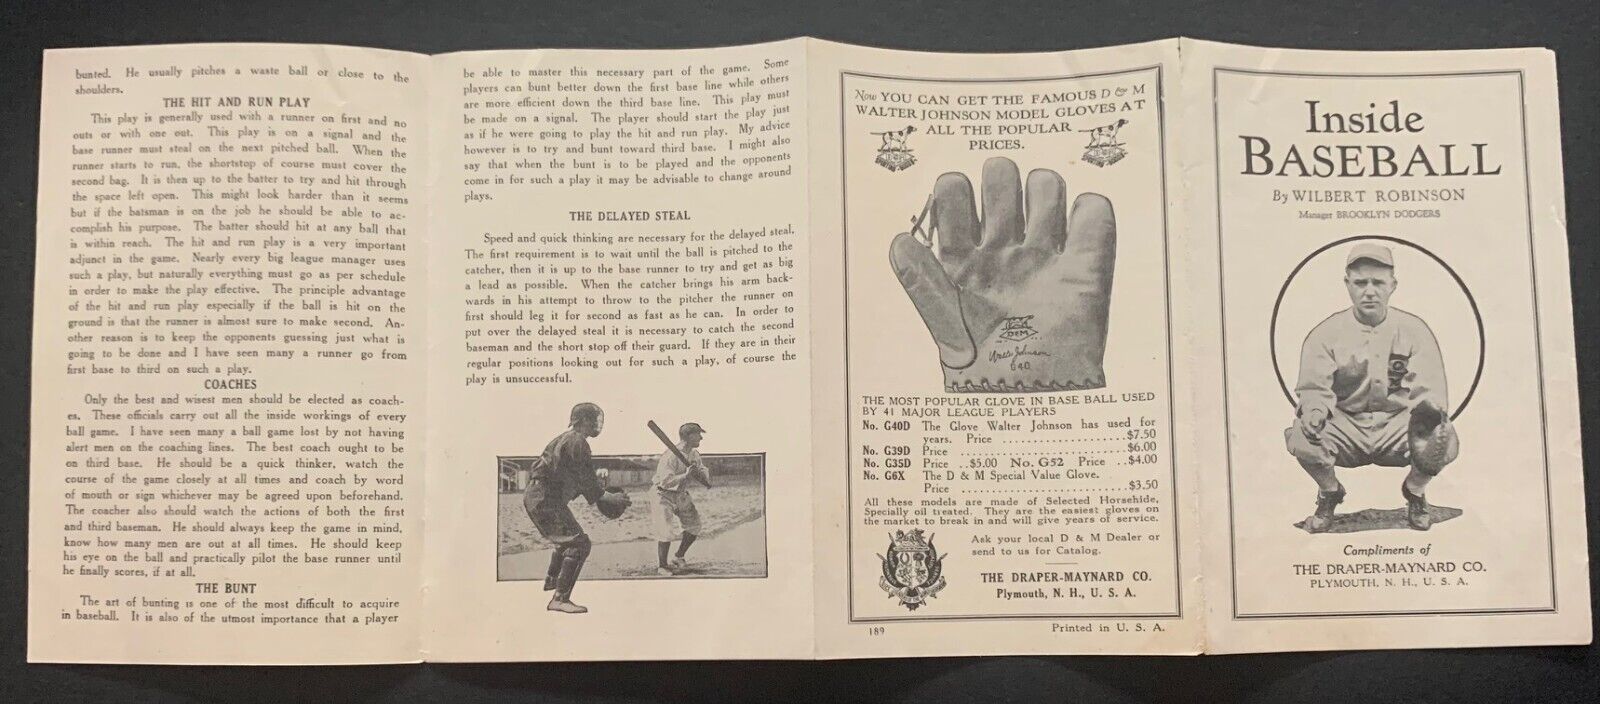 bunted. He usually pitches a waste ball or close to the
shoulders.
THE HIT AND RUN PLAY
This play is generally used with a runner on first and no
outs or with one out. This play is on a signal and the
base runner must steal on the next pitched ball. When the
runner starts to run, the shortstop of course must cover the
second bag. It is then up to the batter to try and hit through
the space left open. This might look harder than it seems
but if the batsman is on the job he should be able to ac-
complish his purpose. The batter should hit at any ball that
is within reach. The hit and run play is a very important
adjunct in the game. Nearly every big league manager uses
such a play, but naturally everything must go as per schedule
in order to make the play effective. The principle advantage
of the hit and run play especially if the ball is hit on the
ground is that the runner is almost sure to make second. An-
other reason is to keep the opponents guessing just what is
going to be done and I have seen many a runner go from
first base to third on such a play.
COACHES
Only the best and wisest men should be elected as coach-
es. These officials carry out all the inside workings of every
ball game. I have seen many a ball game lost by not having
alert men on the coaching lines. The best coach ought to be
on third base. He should be a quick thinker, watch the
course of the game closely at all times and coach by word
of mouth or sign whichever may be agreed upon beforehand.
The coacher also should watch the actions of both the first
and third baseman. He should always keep the game in mind,
know how many men are out at all times. He should keep
his eye on the ball and practically pilot the base runner until
he finally scores, if at all.
THE BUNT
The art of bunting is one of the most difficult to acquire
in baseball. It is also of the utmost importance that a player
be able to master this necessary part of the game. Some
players can bunt better down the first base line while others
are more efficient down the third base line. This play must
be made on a signal. The player should start the play just
as if he were going to play the hit and run play. My advice
however is to try and bunt toward third base. I might also
say that when the bunt is to be played and the opponents
come in for such a play it may be advisable to change around
plays.
THE DELAYED STEAL
Speed and quick thinking are necessary for the delayed steal.
The first requirement is to wait until the ball is pitched to the
catcher, then it is up to the base runner to try and get as big
a lead as possible. When the catcher brings his arm back-
wards in his attempt to throw to the pitcher the runner on
first should leg it for second as fast as he can. In order to
put over the delayed steal it is necessary to catch the second
baseman and the short stop off their guard. If they are in their
regular positions looking out for such a play, of course the
play is unsuccessful.
Now YOU CAN GET THE FAMOUS D & M
WALTER JOHNSON MODEL GLOVES AT
ALL THE POPULAR
PRICES.
D&M
Walter Johnson
G40
THE MOST POPULAR GLOVE IN BASE BALL USED
BY 41 MAJOR LEAGUE PLAYERS
No. G40D The Glove Walter Johnson has used for
years. Price ..................... $7.50
No. G39D Price ..................... $6.00
No. G35D Price ..$5.00 No. G52 Price ..$4.00
No. G6X The D & M Special Value Glove.
Price ..................... $3.50
All these models are made of Selected Horsehide,
Specially oil treated. They are the easiest gloves on
the market to break in and will give years of service.
Ask your local D & M Dealer or
send to us for Catalog.
THE DRAPER-MAYNARD CO.
Plymouth, N. H., U. S. A.
189 Printed in U. S. A.
Inside
BASEBALL
By WILBERT ROBINSON
Manager BROOKLYN DODGERS
Compliments of
THE DRAPER-MAYNARD CO.
PLYMOUTH, N. H., U. S. A.